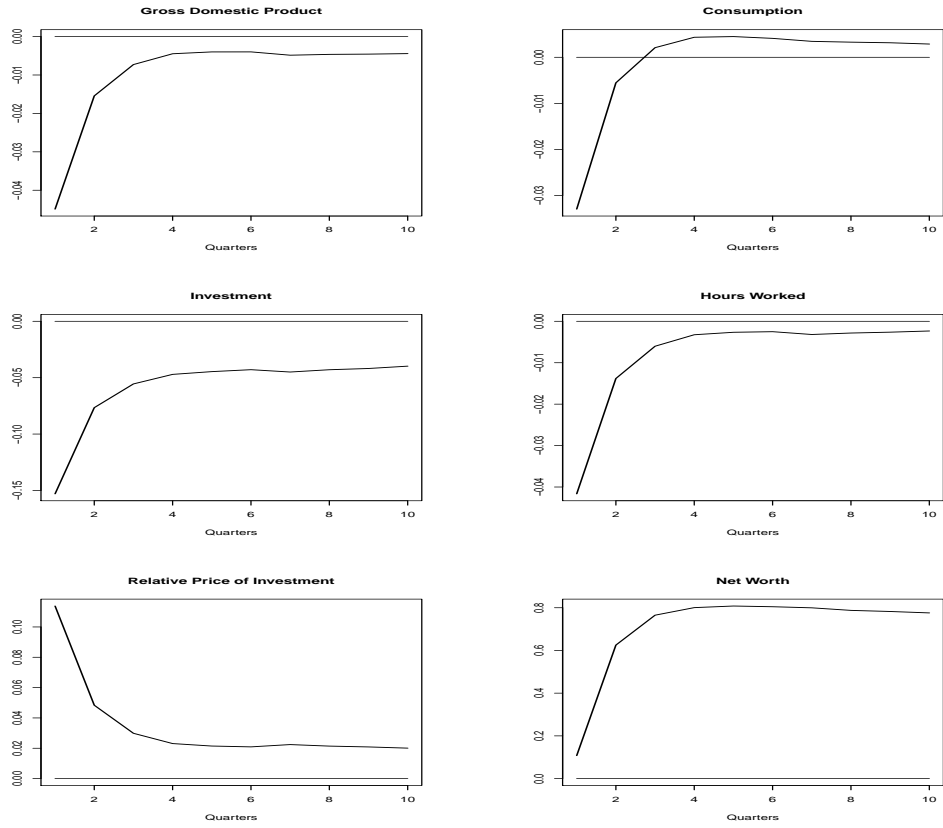 Gross Domestic Product
0.00
−0.01
−0.02
−0.03
−0.04
2 4 6 8 10
Quarters
Consumption
0.00
−0.01
−0.02
−0.03
2 4 6 8 10
Quarters
Investment
0.00
−0.05
−0.10
−0.15
2 4 6 8 10
Quarters
Hours Worked
0.00
−0.01
−0.02
−0.03
−0.04
2 4 6 8 10
Quarters
Relative Price of Investment
0.10
0.08
0.06
0.04
0.02
0.00
2 4 6 8 10
Quarters
Net Worth
0.8
0.6
0.4
0.2
0.0
2 4 6 8 10
Quarters